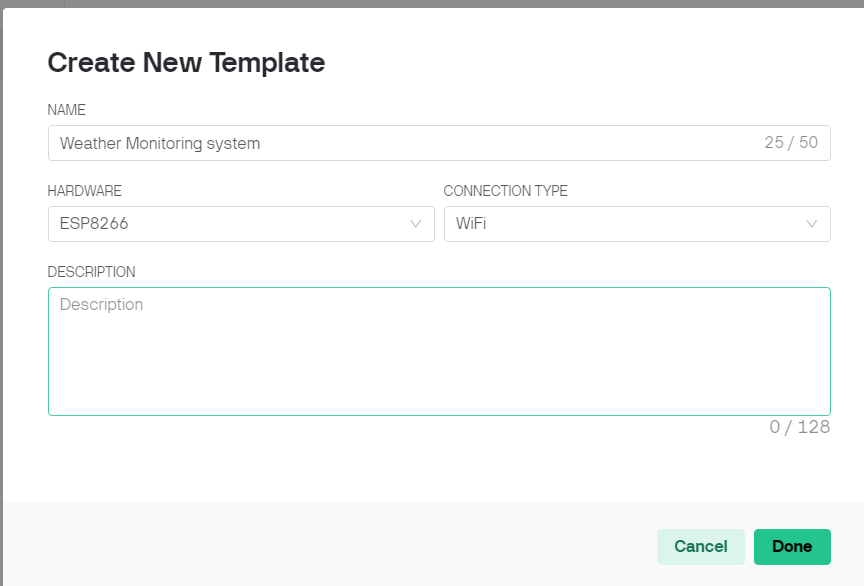 Create New Template
NAME
Weather Monitoring system 25 / 50
HARDWARE CONNECTION TYPE
ESP8266 WiFi
DESCRIPTION
Description
0 / 128
Cancel Done